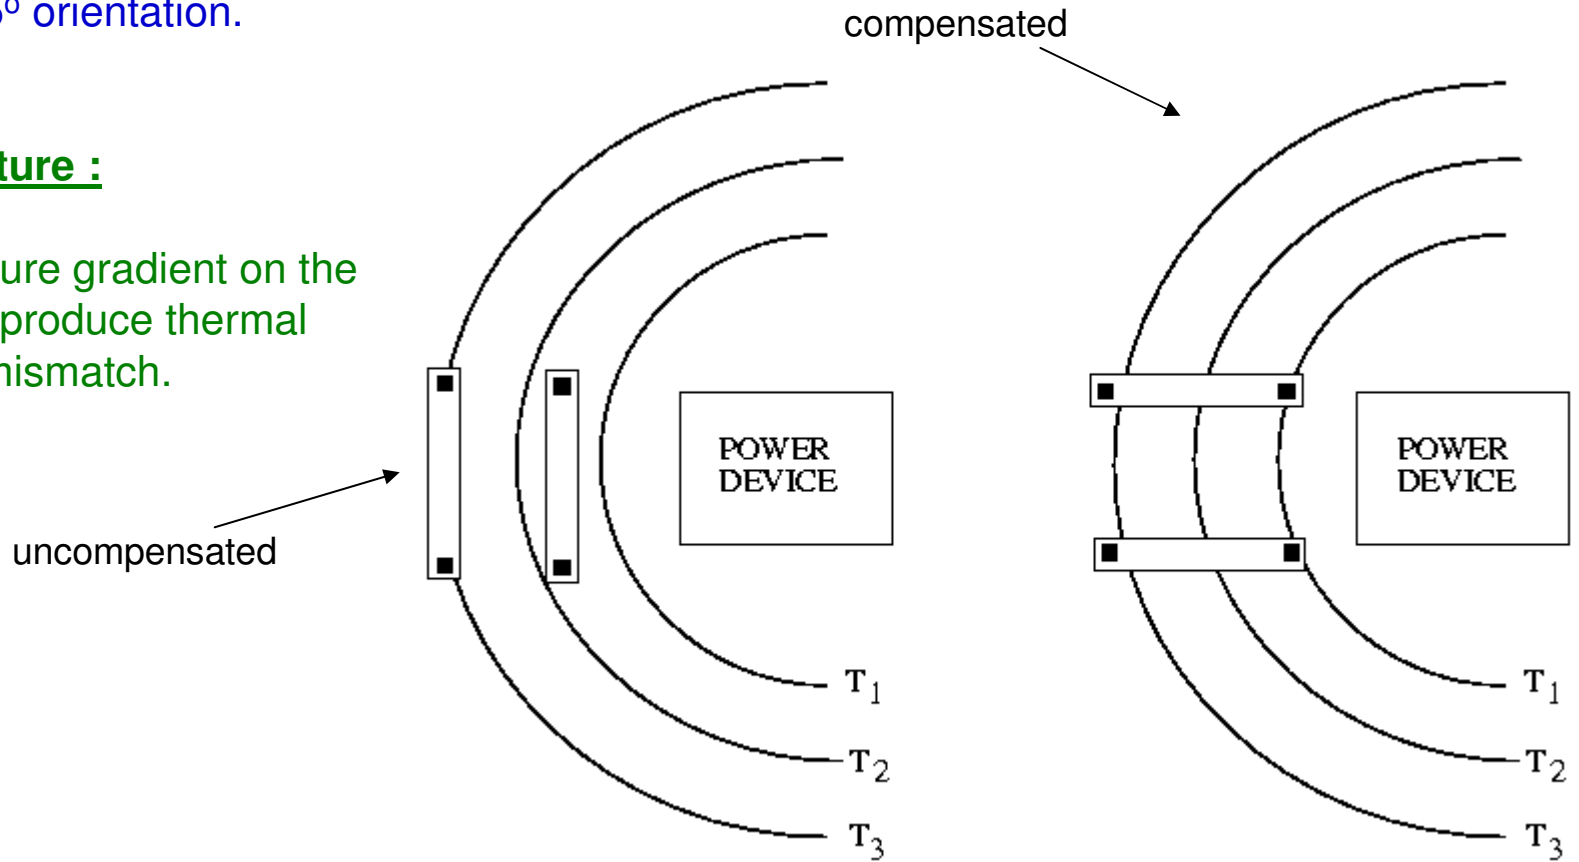 orientation.
compensated
ture :
ure gradient on the
produce thermal
mismatch.
POWER
DEVICE
POWER
DEVICE
uncompensated
T1
T1
T2
T2
T3
T3